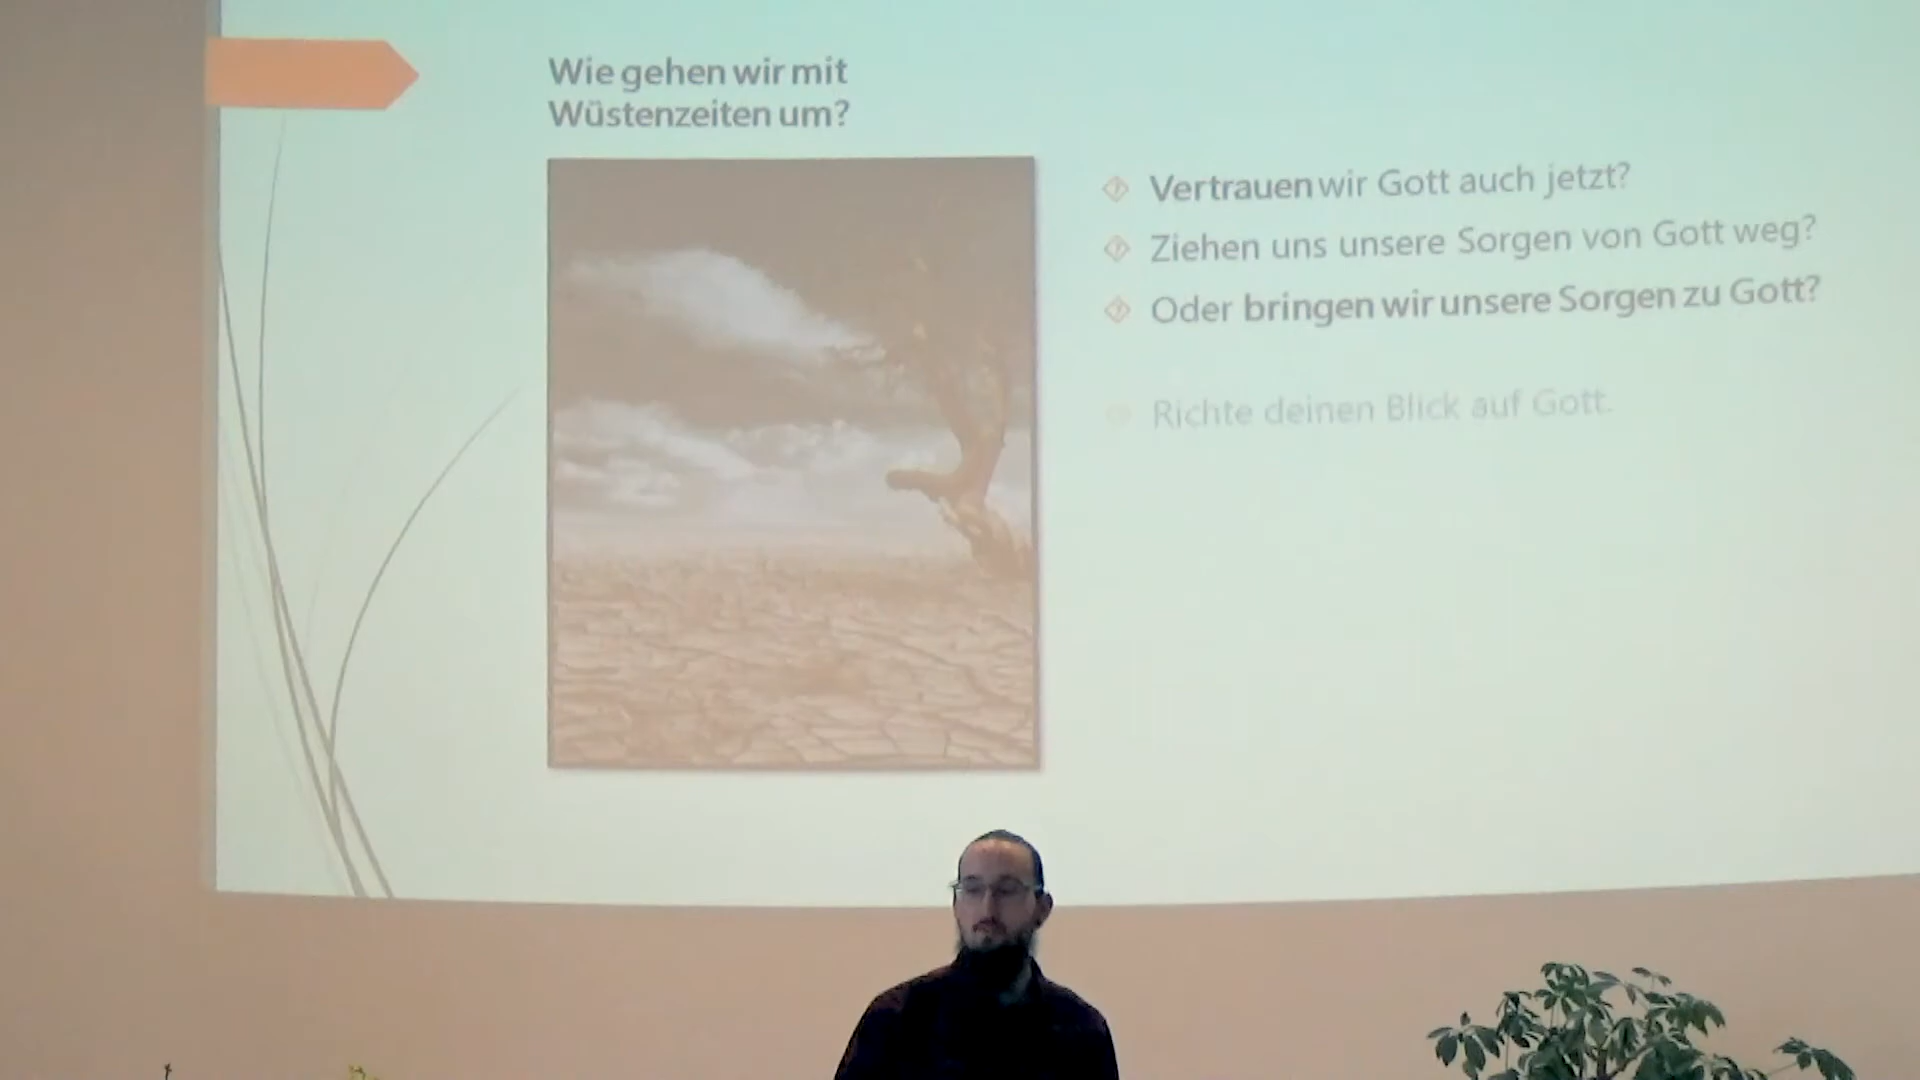 Wie gehen wir mit
Wüstenzeiten um?
Vertrauen wir Gott auch jetzt?
Ziehen uns unsere Sorgen von Gott weg?
Oder bringen wir unsere Sorgen zu Gott?
Richte deinen Blick auf Gott.